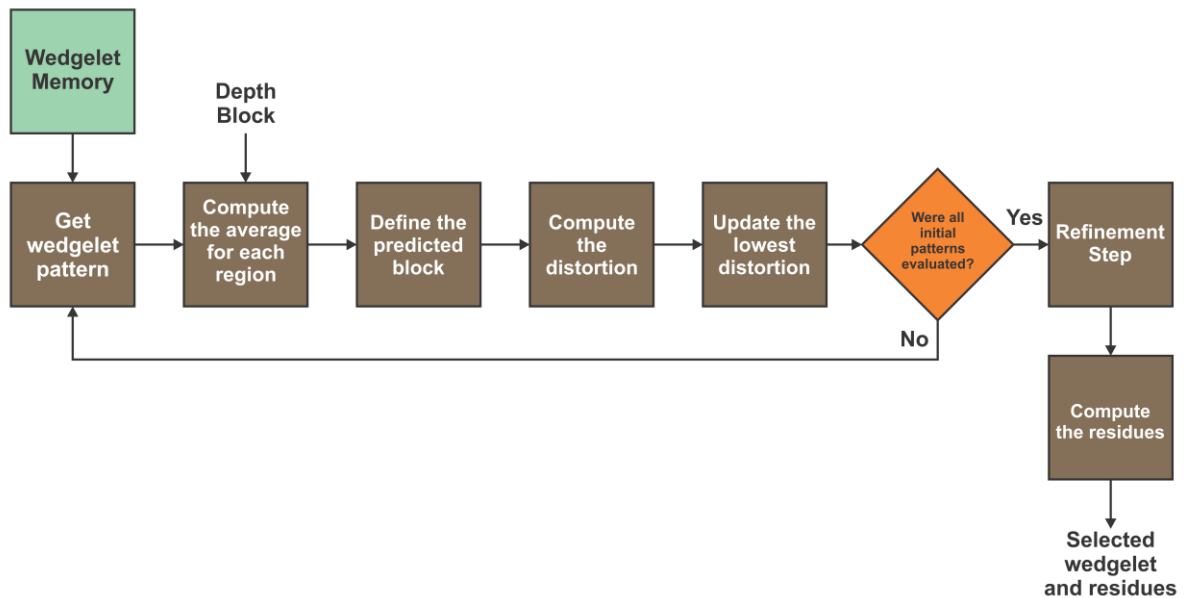 Wedgelet
Memory
Depth
Block
Get
wedgelet
pattern
Compute
the average
for each
region
Define the
predicted
block
Compute
the
distortion
Update the
lowest
distortion
Were all
initial
patterns
evaluated?
Yes
No
Refinement
Step
Compute
the residues
Selected
wedgelet
and residues